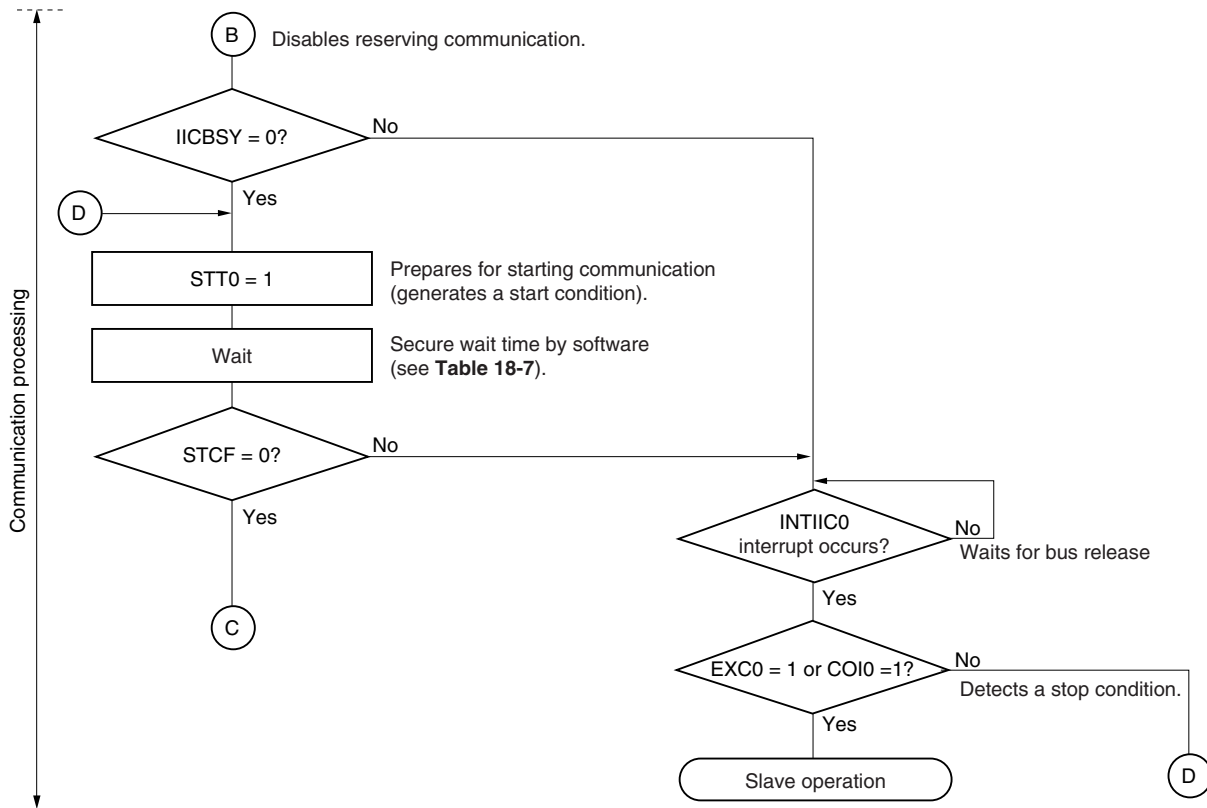 B
Disables reserving communication.
IICBSY = 0?
No
Yes
D
STT0 = 1
Prepares for starting communication
(generates a start condition).
Wait
Secure wait time by software
(see Table 18-7).
STCF = 0?
No
Yes
C
INTIIC0
interrupt occurs?
No
Waits for bus release
Yes
EXC0 = 1 or COI0 =1?
No
Detects a stop condition.
Yes
Slave operation
D
Communication processing